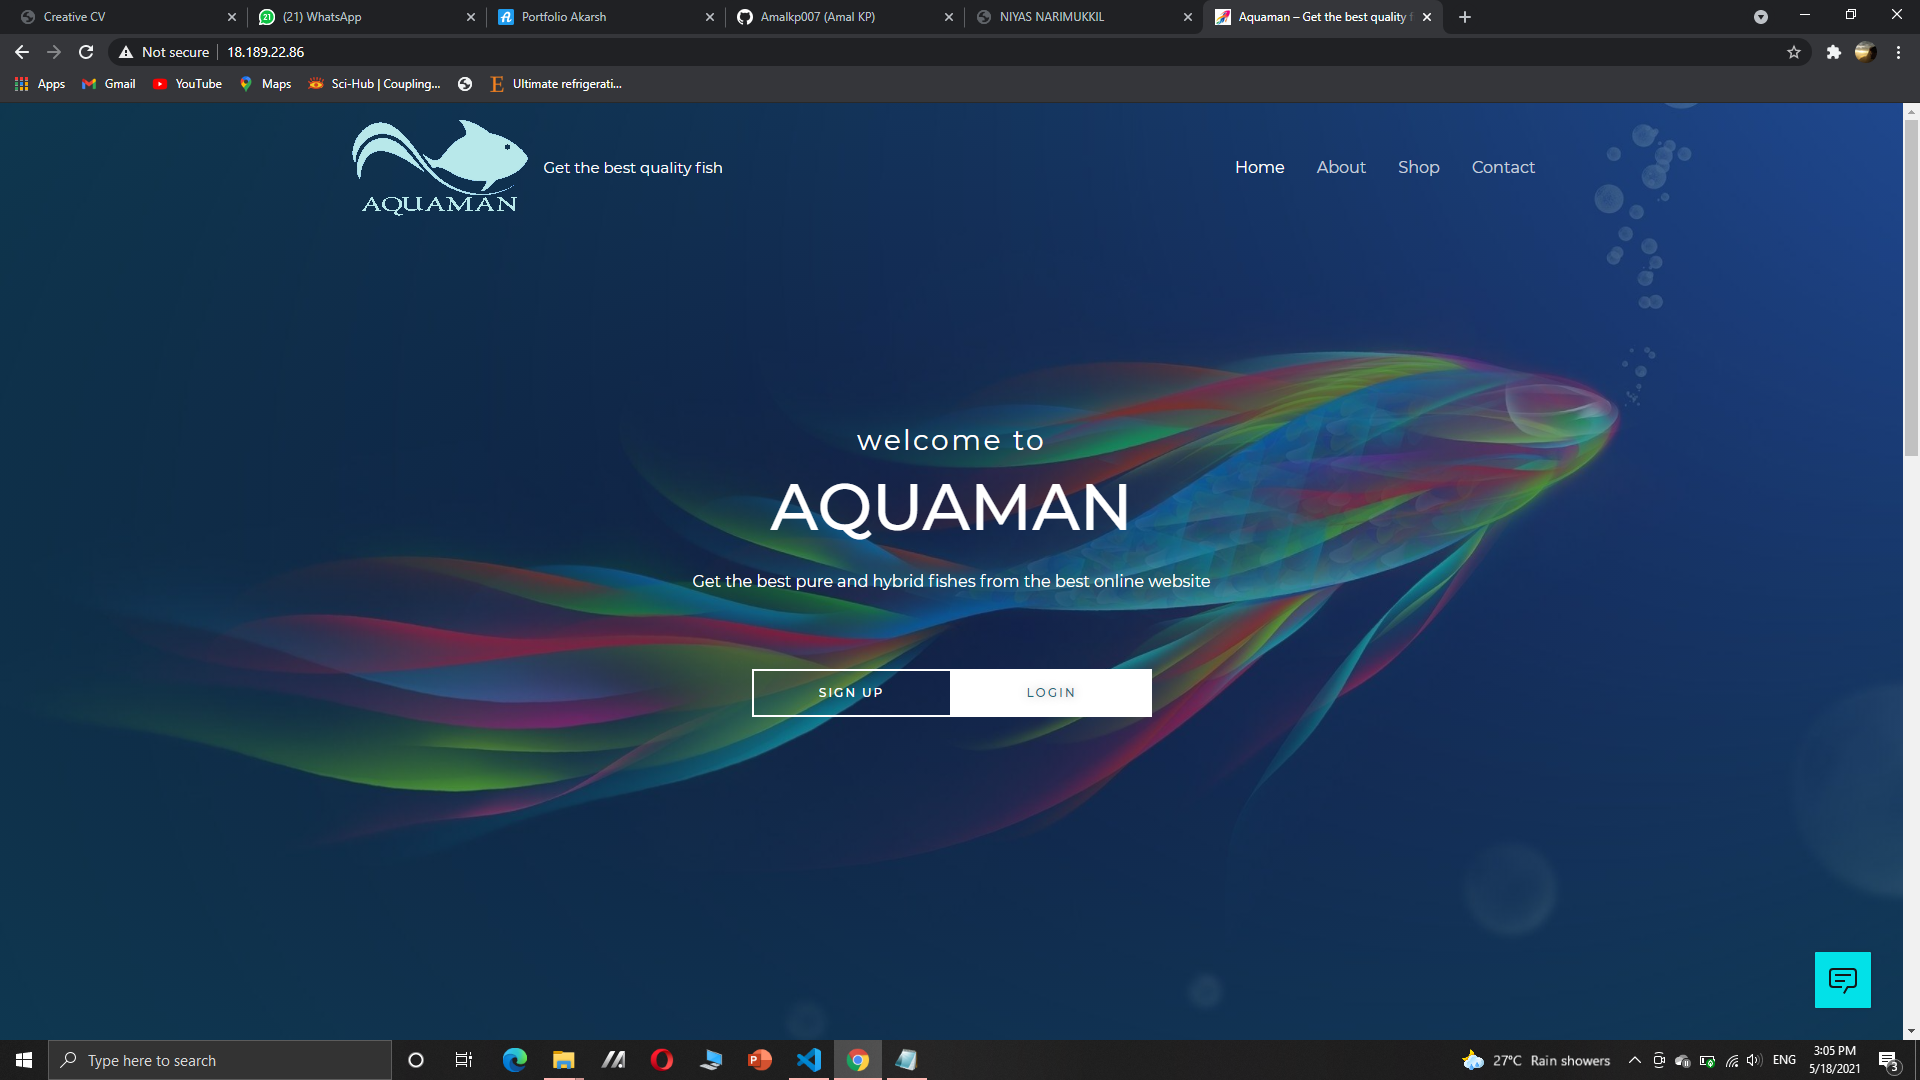 Creative CV
(21) WhatsApp
Portfolio Akarsh
Amalkp007 (Amal KP)
NIYAS NARIMUKKIL
Aquaman – Get the best quality f
Not secure
18.189.22.86
Apps
Gmail
YouTube
Maps
Sci-Hub | Coupling...
Ultimate refrigerati...
AQUAMAN
Get the best quality fish
Home
About
Shop
Contact
welcome to
AQUAMAN
Get the best pure and hybrid fishes from the best online website
SIGN UP
LOGIN
Type here to search
27°C Rain showers
ENG
3:05 PM
5/18/2021
3